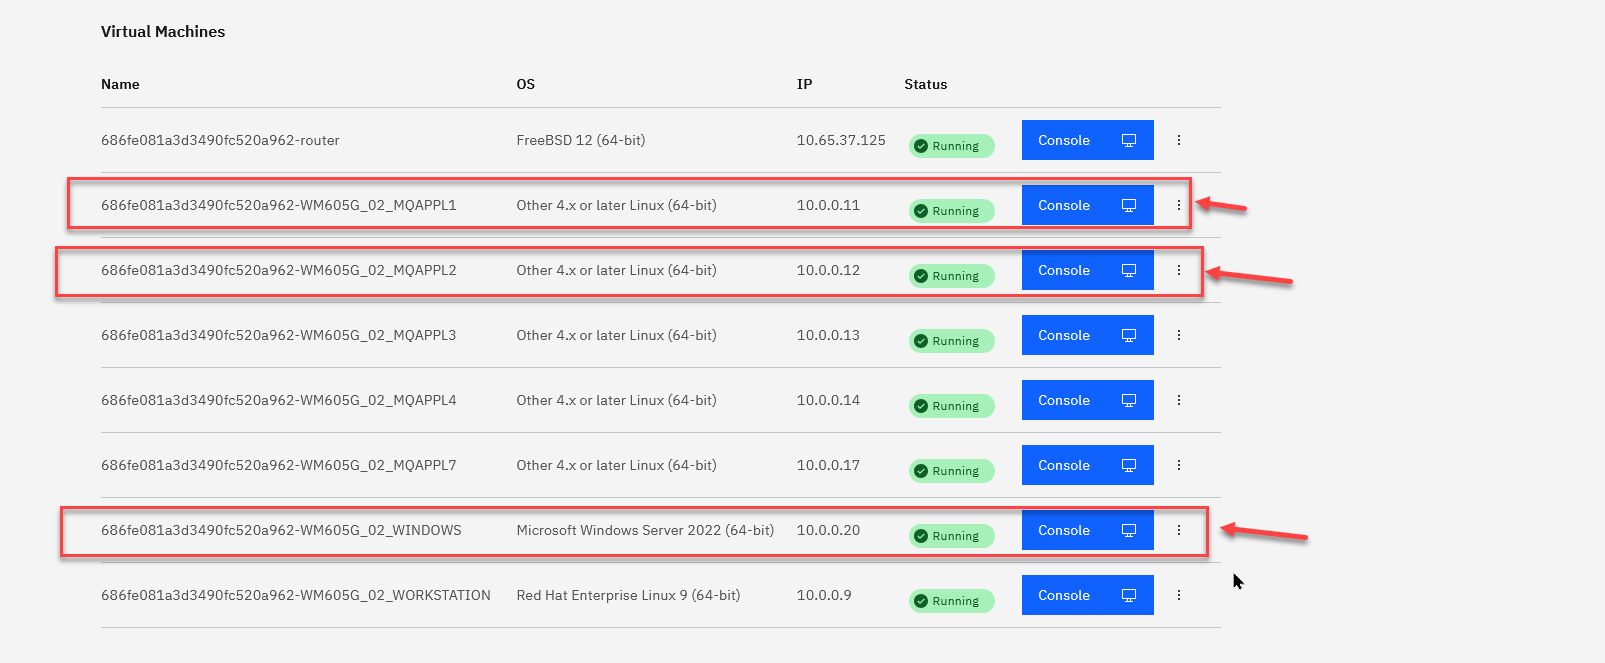 Virtual Machines
Name OS IP Status
686fe081a3d3490fc520a962-router FreeBSD 12 (64-bit) 10.65.37.125 Running Console
686fe081a3d3490fc520a962-WM605G_02_MQAPPL1 Other 4.x or later Linux (64-bit) 10.0.0.11 Running Console
686fe081a3d3490fc520a962-WM605G_02_MQAPPL2 Other 4.x or later Linux (64-bit) 10.0.0.12 Running Console
686fe081a3d3490fc520a962-WM605G_02_MQAPPL3 Other 4.x or later Linux (64-bit) 10.0.0.13 Running Console
686fe081a3d3490fc520a962-WM605G_02_MQAPPL4 Other 4.x or later Linux (64-bit) 10.0.0.14 Running Console
686fe081a3d3490fc520a962-WM605G_02_MQAPPL7 Other 4.x or later Linux (64-bit) 10.0.0.17 Running Console
686fe081a3d3490fc520a962-WM605G_02_WINDOWS Microsoft Windows Server 2022 (64-bit) 10.0.0.20 Running Console
686fe081a3d3490fc520a962-WM605G_02_WORKSTATION Red Hat Enterprise Linux 9 (64-bit) 10.0.0.9 Running Console